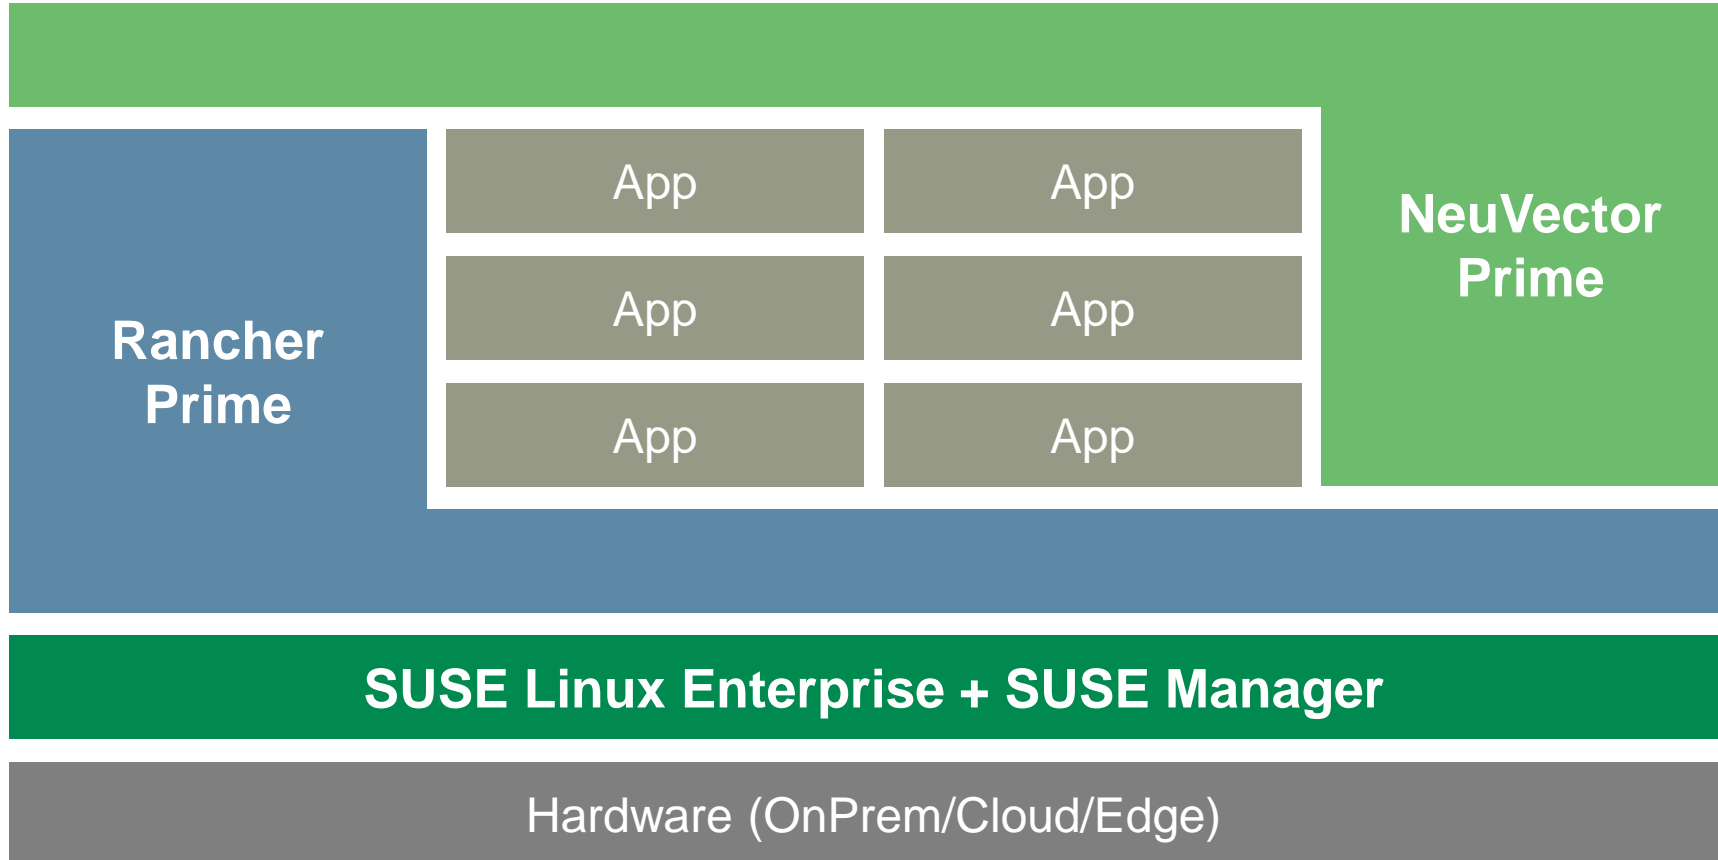 App
App
NeuVector
Prime
App
App
Rancher
Prime
App
App
SUSE Linux Enterprise + SUSE Manager
Hardware (OnPrem/Cloud/Edge)